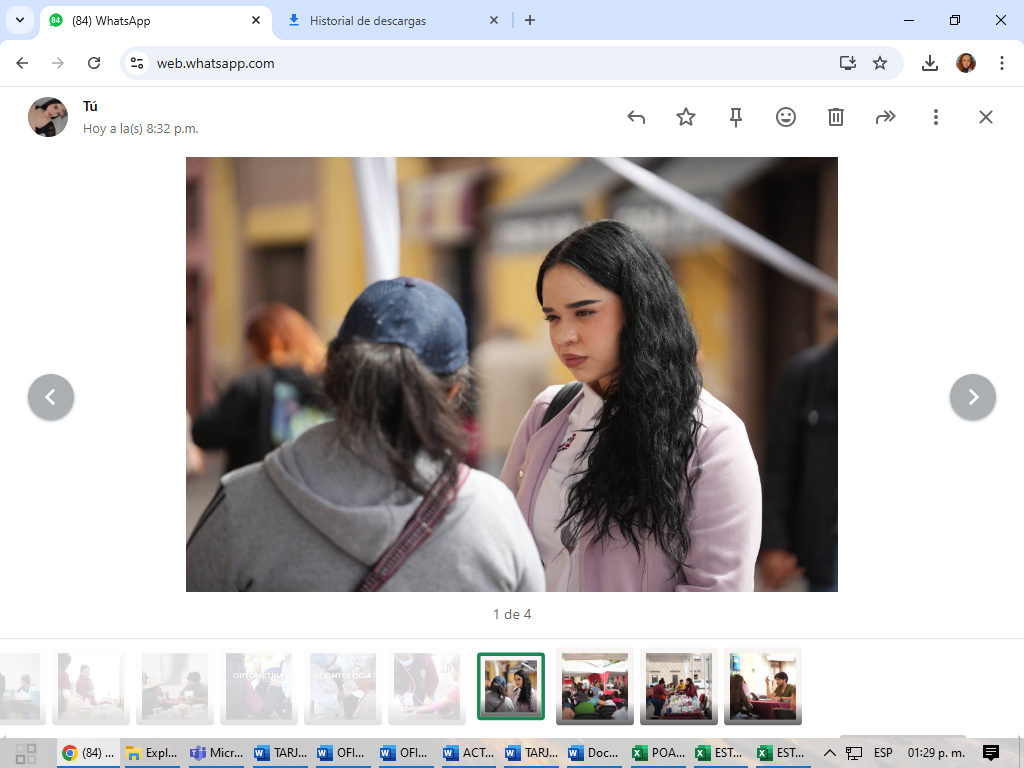 84
(84) WhatsApp
Historial de descargas
web.whatsapp.com
Tú
Hoy a la(s) 8:32 p.m.
1 de 4
OPTOMETRÍA
ODONTOLOGÍA
(84) ...
Expl...
Micr...
TARJ...
OFI...
OFI...
ACT...
TARJ...
Doc...
POA...
EST...
EST...
ESP
01:29 p. m.